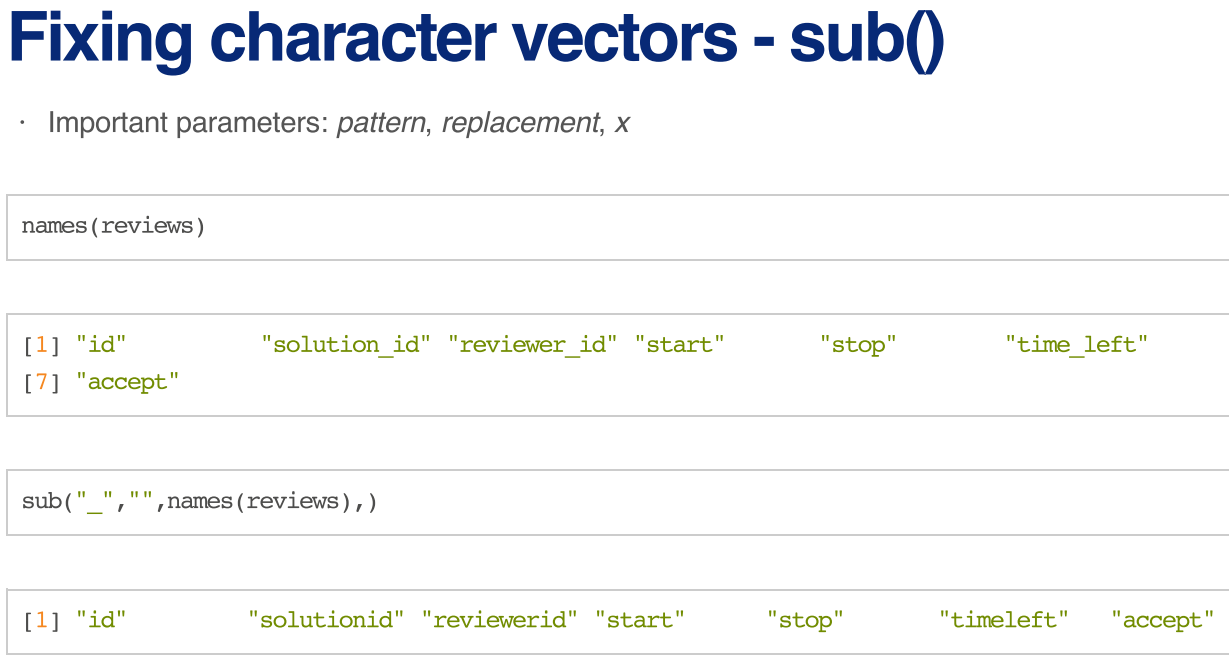 Fixing character vectors - sub()
· Important parameters: pattern, replacement, x
names(reviews)
[1] "id" "solution_id" "reviewer_id" "start" "stop" "time_left"
[7] "accept"
sub("_","",names(reviews),)
[1] "id" "solutionid" "reviewerid" "start" "stop" "timeleft" "accept"